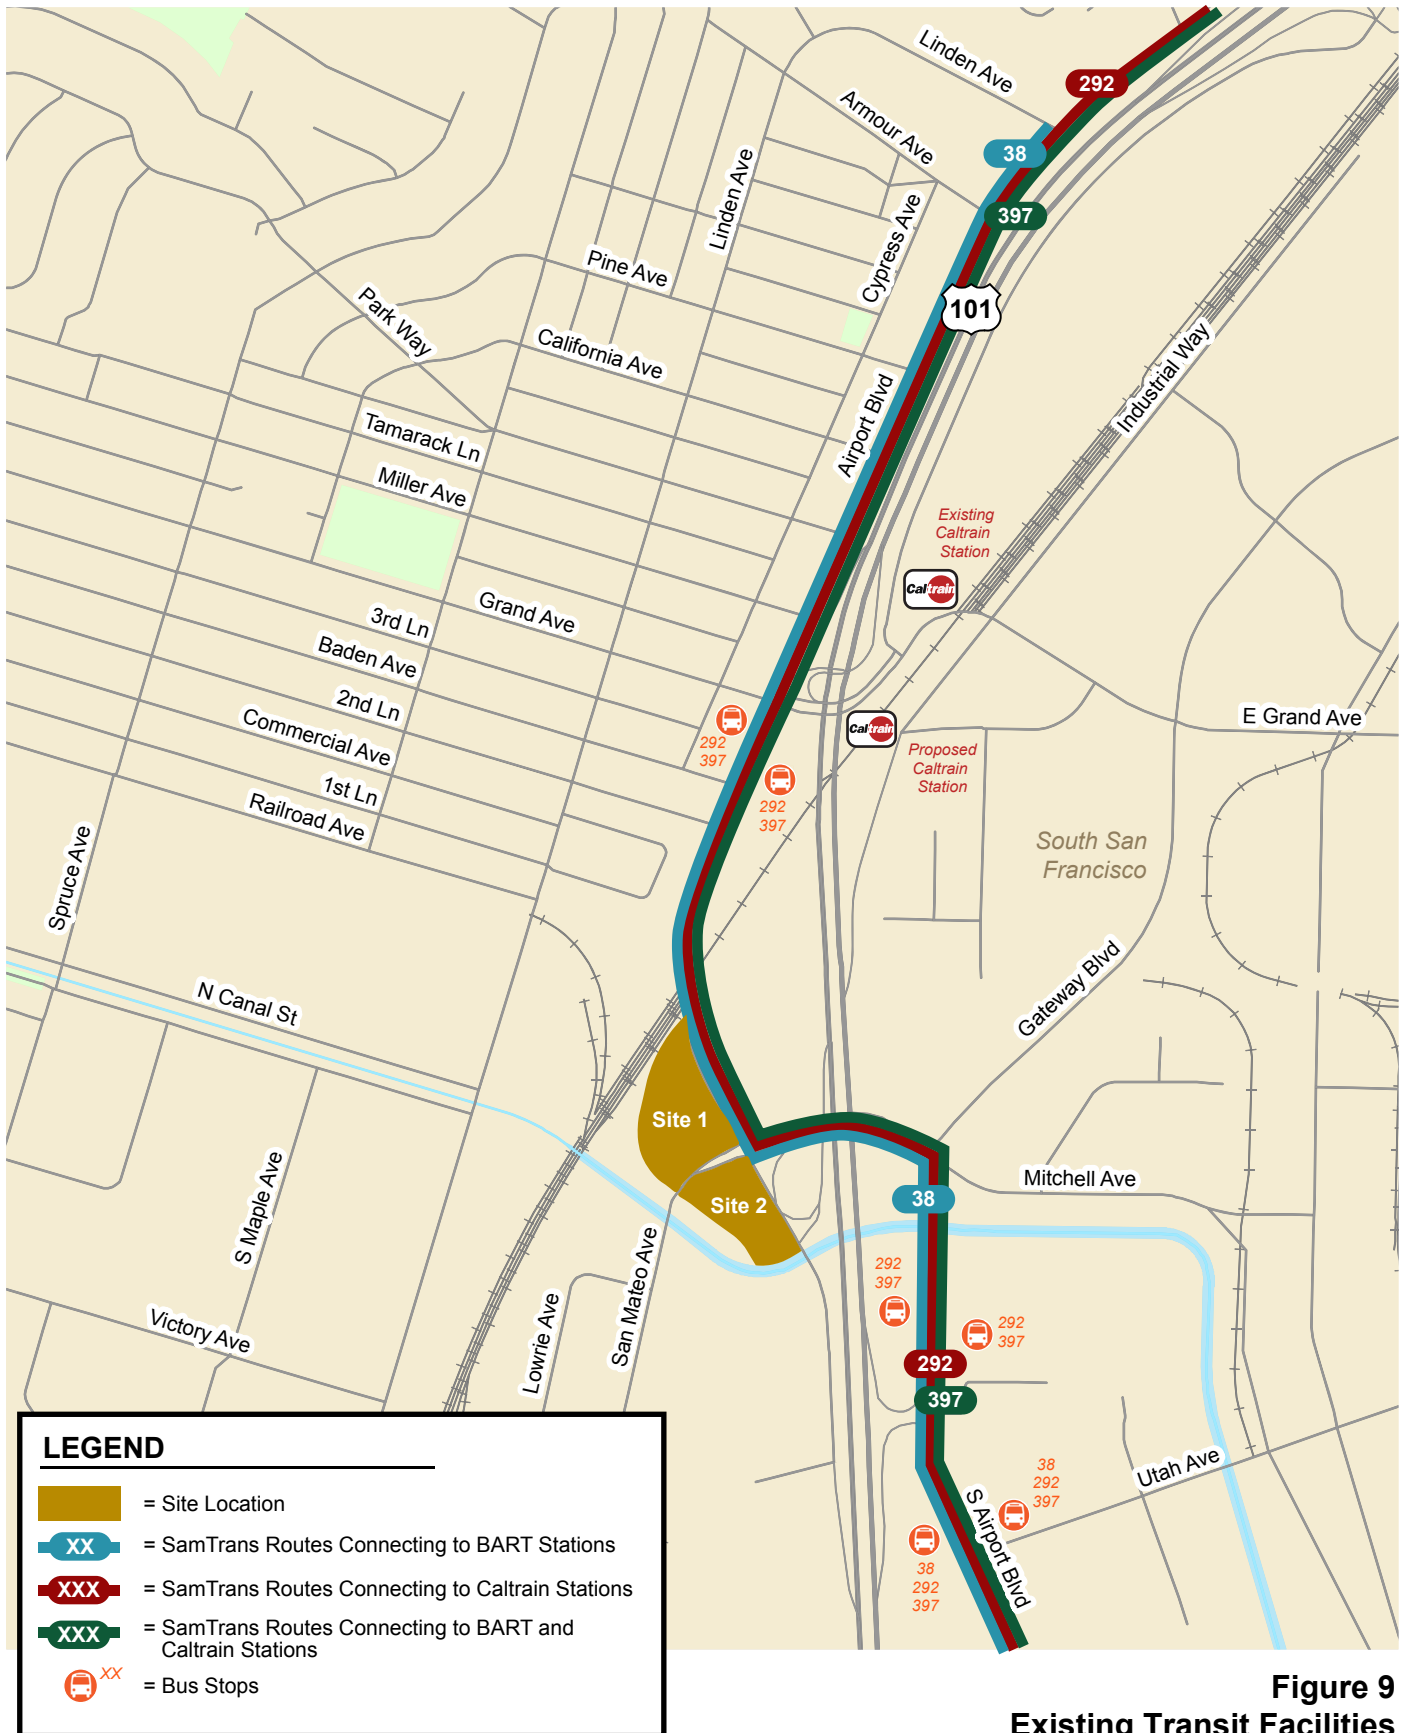 Linden Ave
292
Armour Ave
38
Linden Ave
397
Cypress Ave
Pine Ave
101
Park Way
California Ave
Industrial Way
Airport Blvd
Tamarack Ln
Miller Ave
Existing
Caltrain
Station
Caltrain
Grand Ave
3rd Ln
Baden Ave
2nd Ln
Commercial Ave
292
397
Caltrain
E Grand Ave
Proposed
Caltrain
Station
1st Ln
Railroad Ave
292
397
South San
Francisco
Spruce Ave
Gateway Blvd
N Canal St
Site 1
Mitchell Ave
Site 2
38
S Maple Ave
San Mateo Ave
292
397
Lowrie Ave
Victory Ave
292
397
292
397
Utah Ave
38
292
397
S Airport Blvd
38
292
397
LEGEND
= Site Location
XX = SamTrans Routes Connecting to BART Stations
XXX = SamTrans Routes Connecting to Caltrain Stations
XXX = SamTrans Routes Connecting to BART and
Caltrain Stations
XX = Bus Stops
Figure 9
Existing Transit Facilities